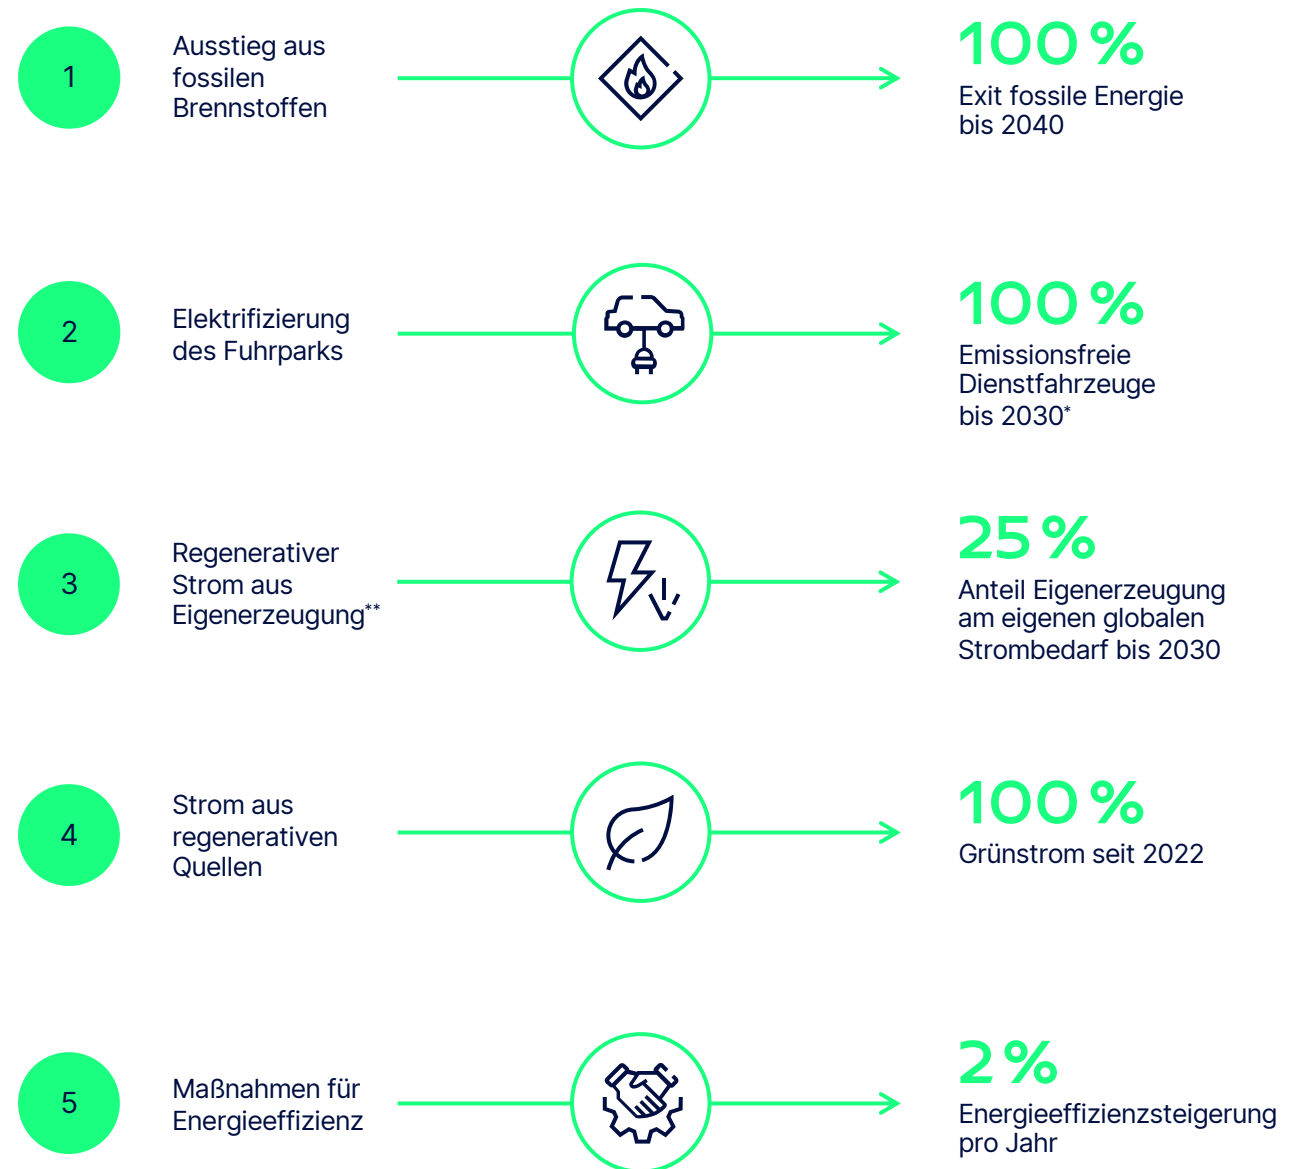 1
Ausstieg aus
fossilen
Brennstoffen
100 %
Exit fossile Energie
bis 2040
2
Elektrifizierung
des Fuhrparks
100 %
Emissionsfreie
Dienstfahrzeuge
bis 2030*
3
Regenerativer
Strom aus
Eigenerzeugung**
25 %
Anteil Eigenerzeugung
am eigenen globalen
Strombedarf bis 2030
4
Strom aus
regenerativen
Quellen
100 %
Grünstrom seit 2022
5
Maßnahmen für
Energieeffizienz
2 %
Energieeffizienzsteigerung
pro Jahr